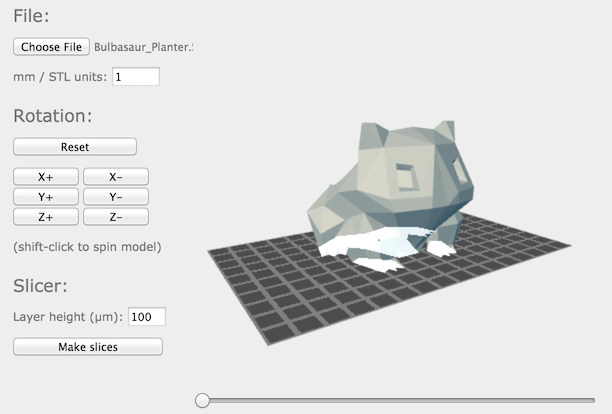 File:
Choose File Bulbasaur_Planter.
mm / STL units: 1
Rotation:
Reset
X+ X−
Y+ Y−
Z+ Z−
(shift-click to spin model)
Slicer:
Layer height (μm): 100
Make slices